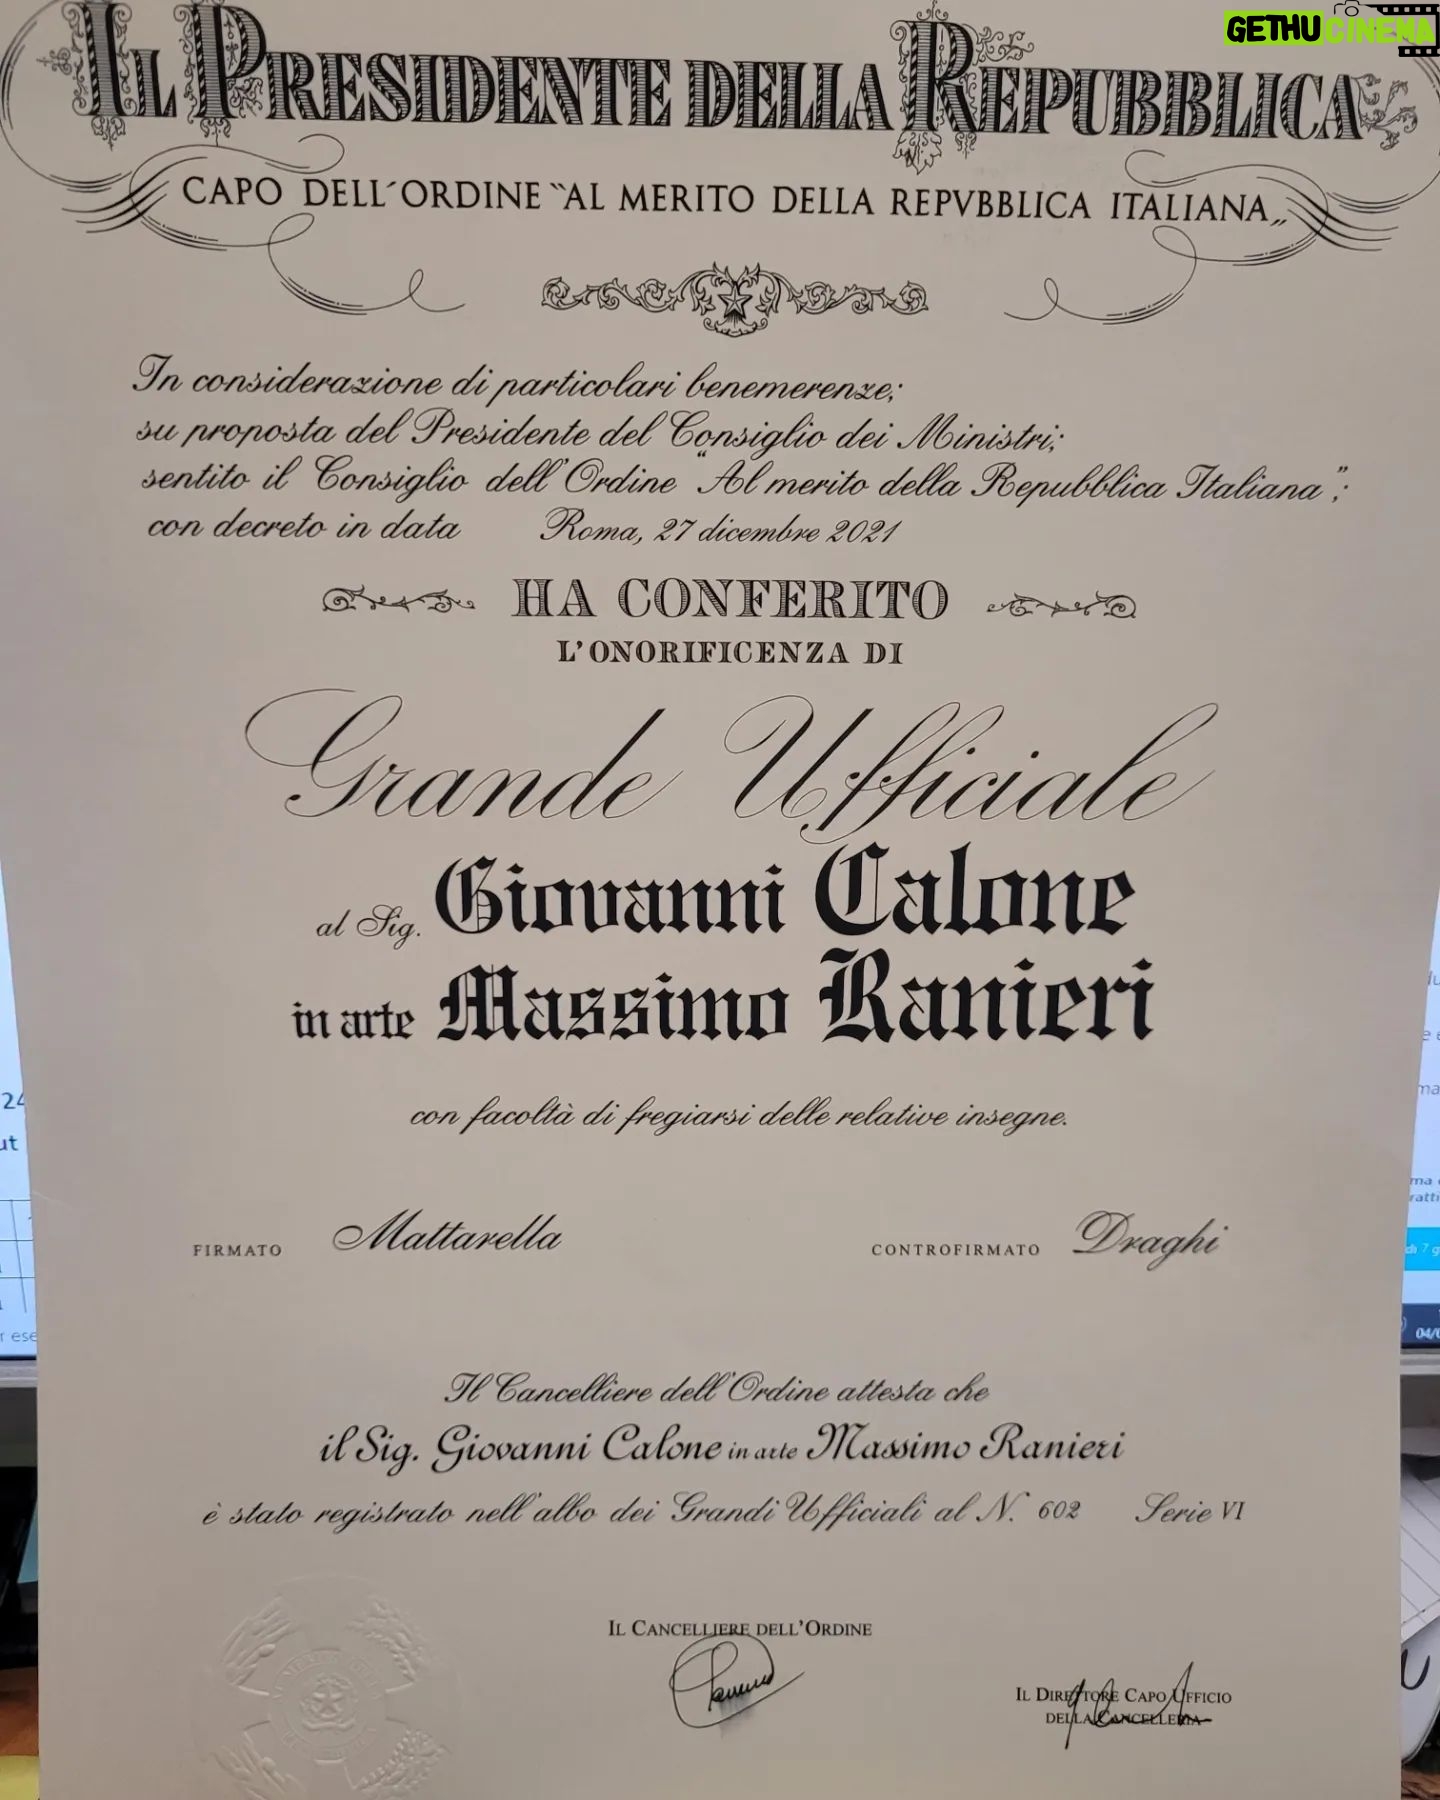 GETHUCINEMA
IL PRESIDENTE DELLA REPUBBLICA
CAPO DELL´ORDINE “AL MERITO DELLA REPVBBLICA ITALIANA„
In considerazione di particolari benemerenze;
su proposta del Presidente del Consiglio dei Ministri;
sentito il Consiglio dell'Ordine “Al merito della Repubblica Italiana”;
con decreto in data Roma, 27 dicembre 2021
HA CONFERITO
L'ONORIFICENZA DI
Grande Ufficiale
al Sig. Giovanni Calone
in arte Massimo Ranieri
con facoltà di fregiarsi delle relative insegne.
FIRMATO Mattarella CONTROFIRMATO Draghi
Il Cancelliere dell'Ordine attesta che
il Sig. Giovanni Calone in arte Massimo Ranieri
è stato registrato nell'albo dei Grandi Ufficiali al N. 602 Serie VI
IL CANCELLIERE DELL'ORDINE
IL DIRETTORE CAPO UFFICIO
DELLA CANCELLERIA